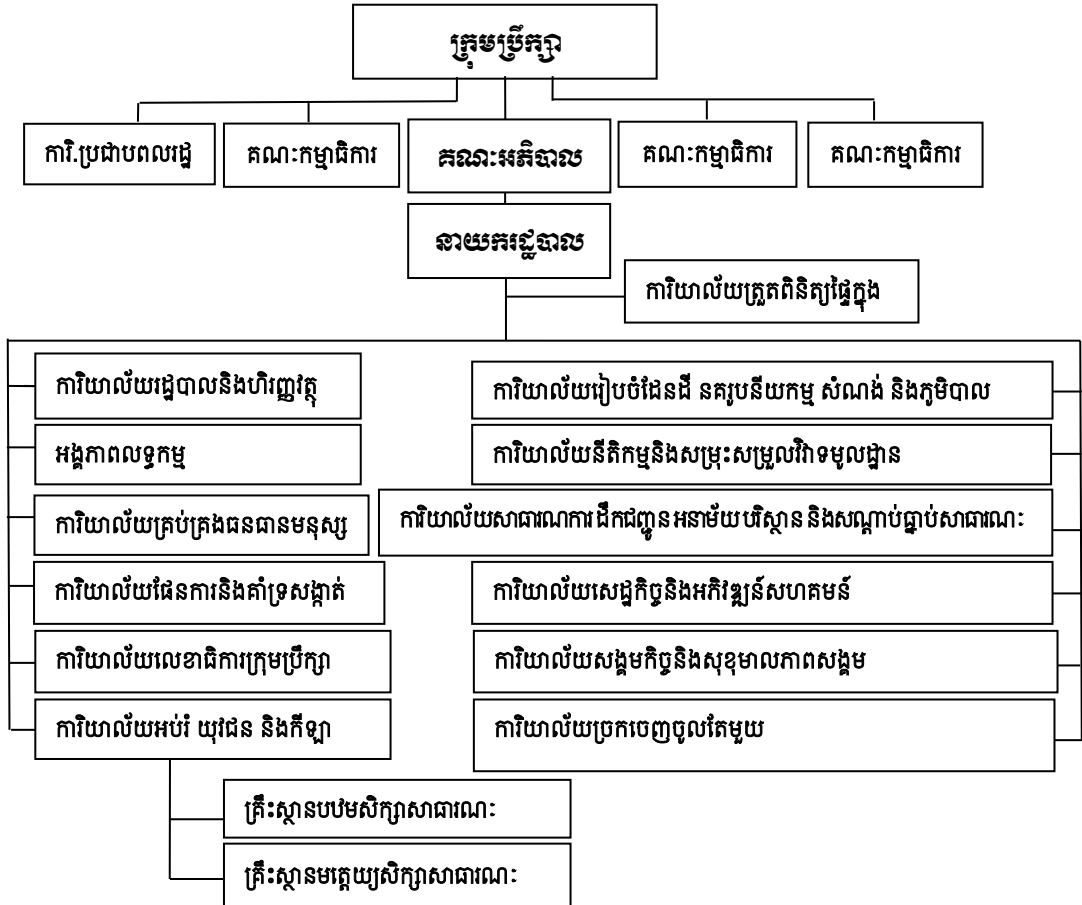 ក្រុមប្រឹក្សា
ការិ.ប្រជាបពលរដ្ឋ
គណៈកម្មាធិការ
គណៈអភិបាល
គណៈកម្មាធិការ
គណៈកម្មាធិការ
នាយករដ្ឋបាល
ការិយាល័យត្រួតពិនិត្យផ្ទៃក្នុង
ការិយាល័យរដ្ឋបាលនិងហិរញ្ញវត្ថុ
អង្គភាពលទ្ធកម្ម
ការិយាល័យគ្រប់គ្រងធនធានមនុស្ស
ការិយាល័យផែនការនិងគាំទ្រសង្កាត់
ការិយាល័យលេខាធិការក្រុមប្រឹក្សា
ការិយាល័យអប់រំ យុវជន និងកីឡា
ការិយាល័យរៀបចំដែនដី នគរូបនីយកម្ម សំណង់ និងភូមិបាល
ការិយាល័យនីតិកម្មនិងសម្រុះសម្រួលវិវាទមូលដ្ឋាន
ការិយាល័យសាធារណការ ដឹកជញ្ជូន អនាម័យ បរិស្ថាន និងសណ្តាប់ធ្នាប់សាធារណៈ
ការិយាល័យសេដ្ឋកិច្ចនិងអភិវឌ្ឍន៍សហគមន៍
ការិយាល័យសង្គមកិច្ចនិងសុខុមាលភាពសង្គម
ការិយាល័យច្រកចេញចូលតែមួយ
គ្រឹះស្ថានបឋមសិក្សាសាធារណៈ
គ្រឹះស្ថានមត្តេយ្យសិក្សាសាធារណៈ